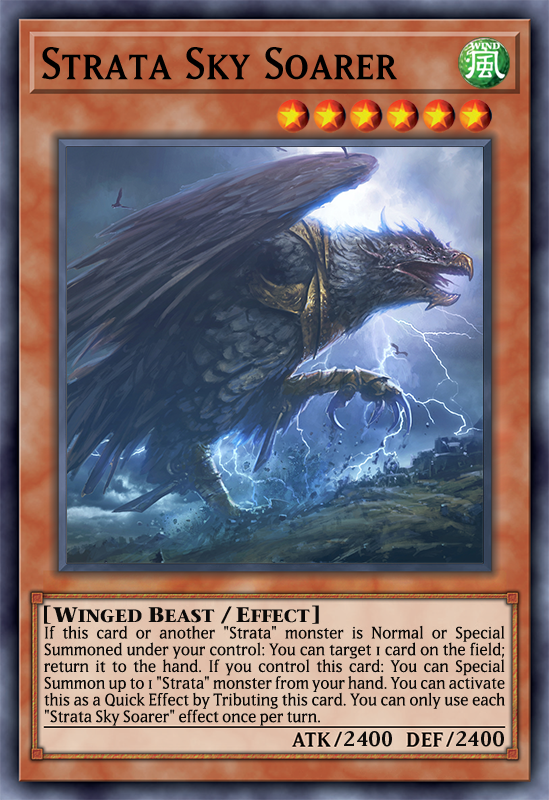 Strata Sky Soarer
WIND
風
[Winged Beast / Effect]
If this card or another "Strata" monster is Normal or Special
Summoned under your control: You can target 1 card on the field;
return it to the hand. If you control this card: You can Special
Summon up to 1 "Strata" monster from your hand. You can activate
this as a Quick Effect by Tributing this card. You can only use each
"Strata Sky Soarer" effect once per turn.
ATK/2400 DEF/2400